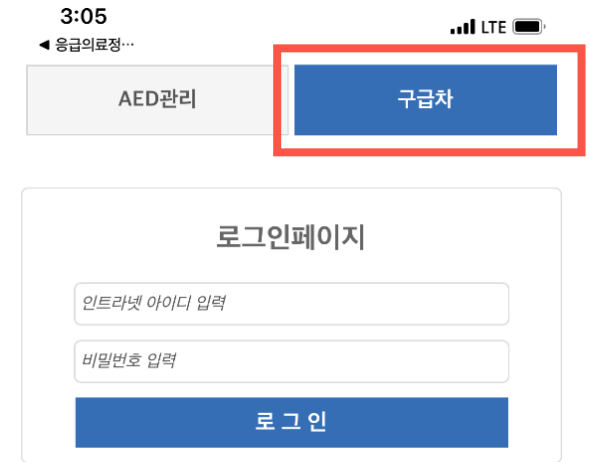 3:05
LTE
◀ 응급의료정…
AED관리
구급차
로그인페이지
인트라넷 아이디 입력
비밀번호 입력
로그인